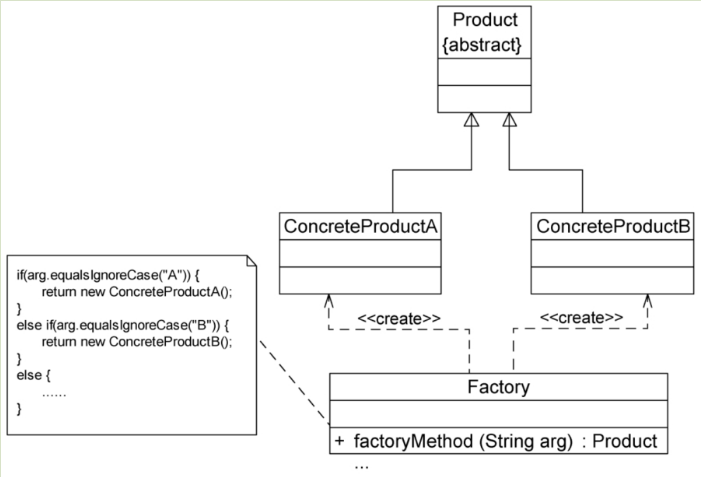 Product
{abstract}
ConcreteProductA
ConcreteProductB
if(arg.equalsIgnoreCase("A")) {
return new ConcreteProductA();
}
else if(arg.equalsIgnoreCase("B")) {
return new ConcreteProductB();
}
else {
......
}
<<create>>
<<create>>
Factory
+ factoryMethod (String arg) : Product
...